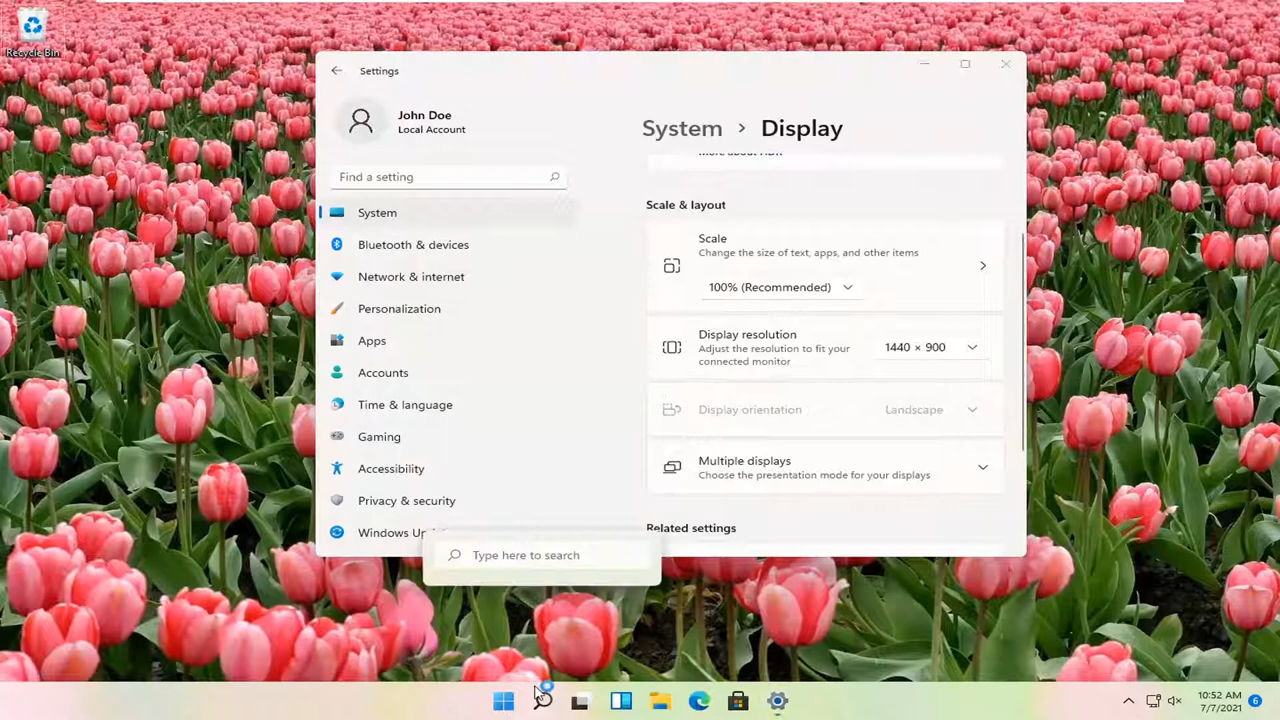 Recycle Bin
Settings
John Doe
Local Account
Find a setting
System
Bluetooth & devices
Network & internet
Personalization
Apps
Accounts
Time & language
Gaming
Accessibility
Privacy & security
Windows
System > Display
More about HDR
Scale & layout
Scale
Change the size of text, apps, and other items
100% (Recommended)
Display resolution
Adjust the resolution to fit your
connected monitor
1440 × 900
Display orientation
Landscape
Multiple displays
Choose the presentation mode for your displays
Related settings
Type here to search
10:52 AM
7/7/2021
6